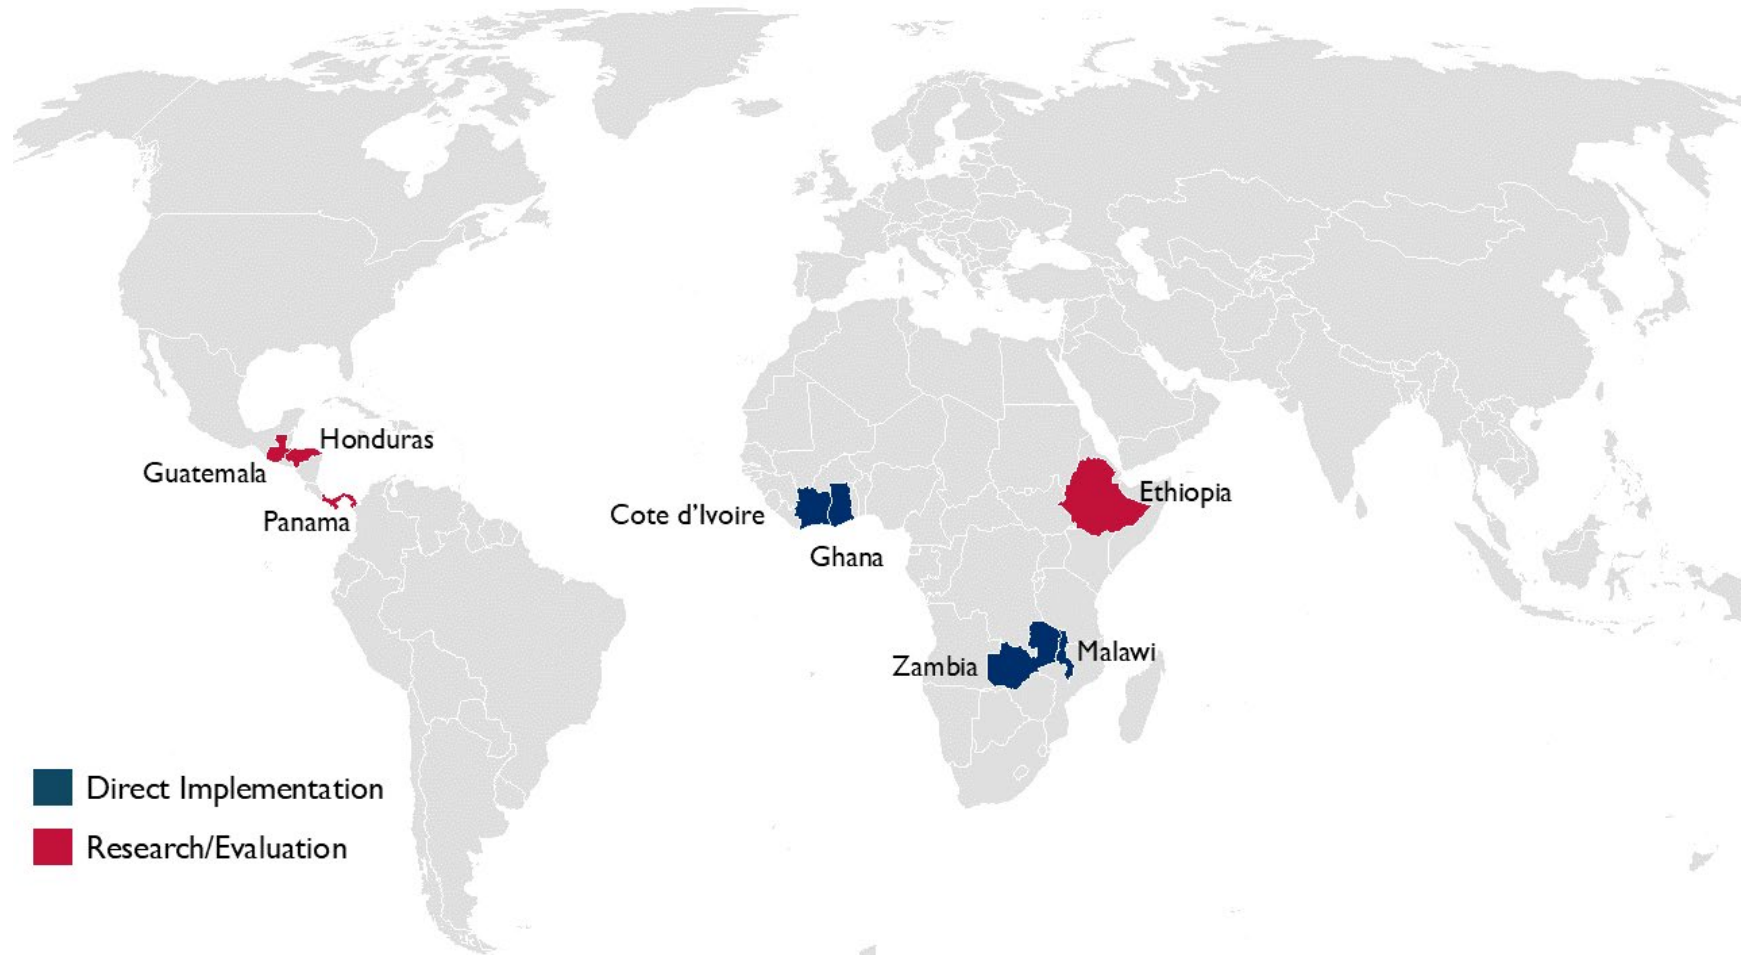 Honduras
Guatemala
Panama
Cote d'Ivoire
Ghana
Ethiopia
Zambia
Malawi
Direct Implementation
Research/Evaluation